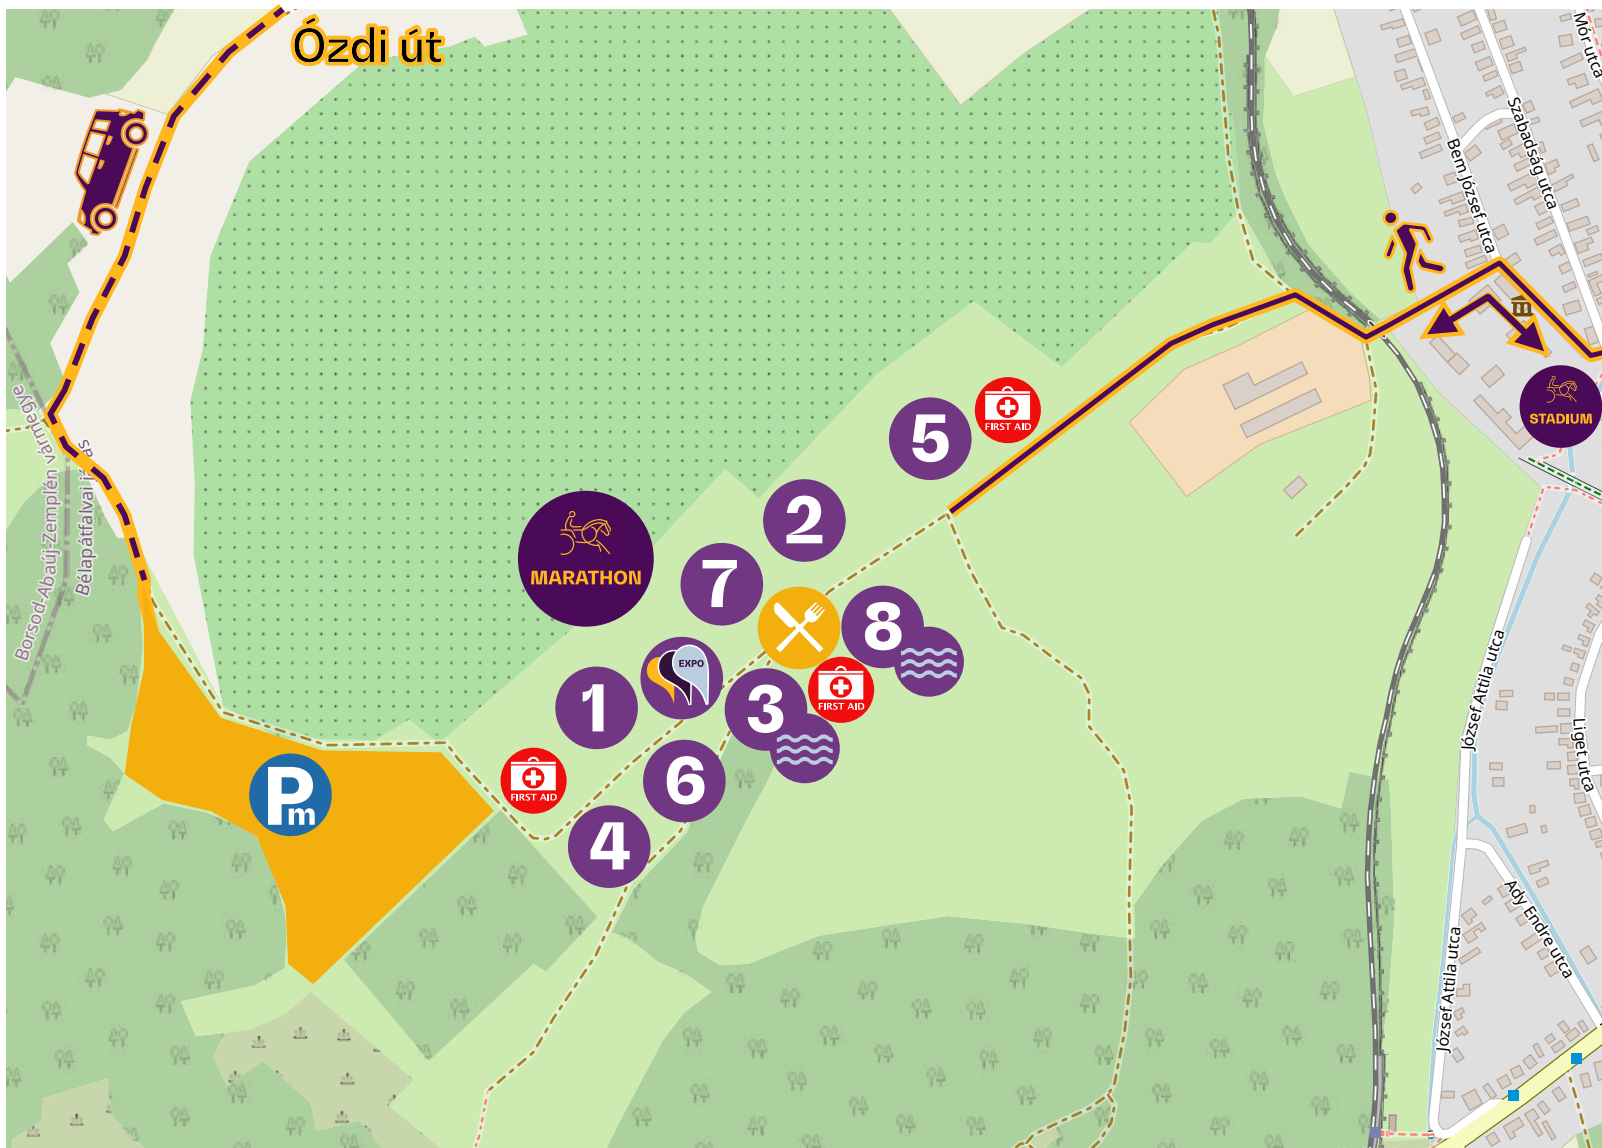 Ózdi út
Mór utca
Szabadság utca
Bem József utca
STADIUM
FIRST AID
5
2
MARARTHON
7
8
EXPO
FIRST AID
3
1
6
FIRST AID
4
Pm
Borsod-Abaúj-Zemplén vármegye
Bélapátfalvai
József Attila utca
Liget utca
Ady Endre utca
József Attila utca